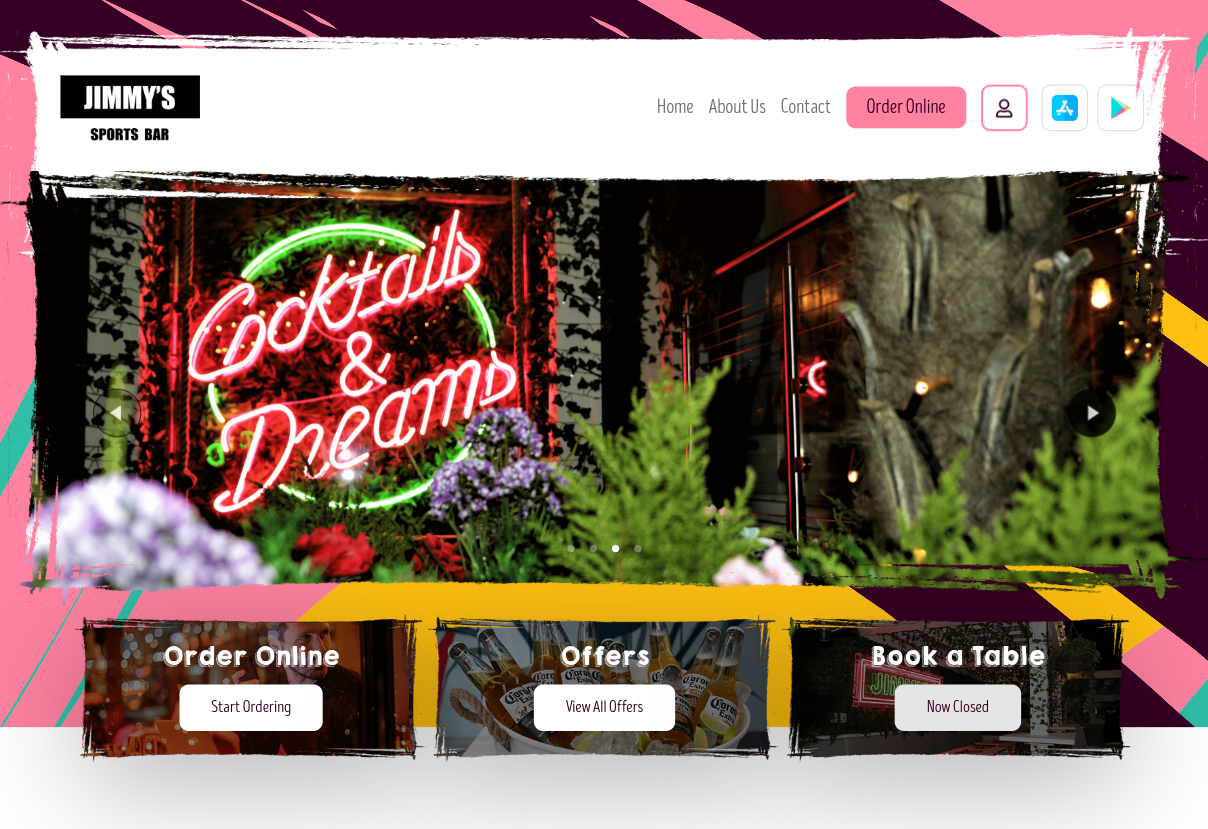 JIMMY'S
SPORTS BAR
Home About Us Contact Order Online
Cocktails
&
Dreams
Order Online
Start Ordering
Offers
View All Offers
Book a Table
Now Closed